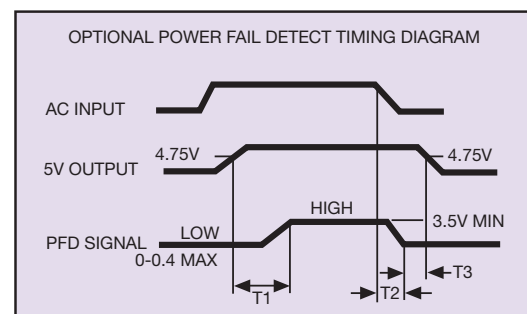 OPTIONAL POWER FAIL DETECT TIMING DIAGRAM
AC INPUT
4.75V
4.75V
5V OUTPUT
HIGH
3.5V MIN
LOW
PFD SIGNAL
0-0.4 MAX
T3
T1
T2